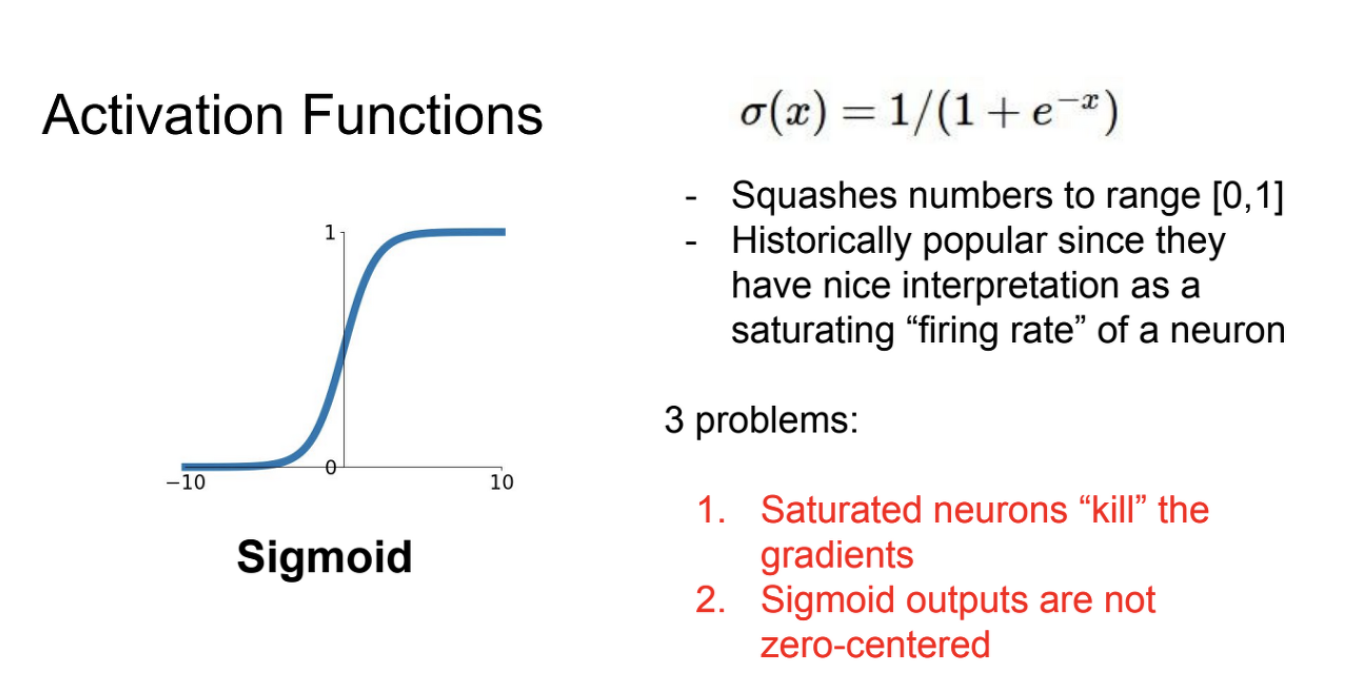 Activation Functions
1
0
−10
10
Sigmoid
σ(x) = 1/(1 + e⁻ˣ)
- Squashes numbers to range [0,1]
- Historically popular since they
have nice interpretation as a
saturating “firing rate” of a neuron
3 problems:
1. Saturated neurons “kill” the
gradients
2. Sigmoid outputs are not
zero-centered